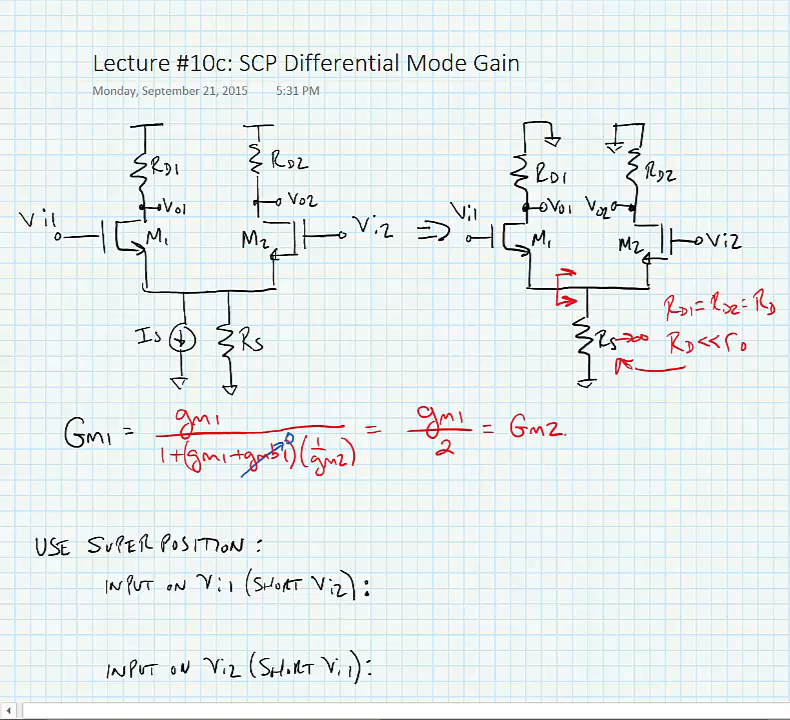 Lecture #10c: SCP Differential Mode Gain
Monday, September 21, 2015 5:31 PM
RD1
RD2
Vo1
Vo2
Vi1
M1
M2
Vi2
Is
Rs
⇒
RD1
RD2
Vi1
Vo1
Vo2
M1
M2
Vi2
Rs→∞
RD1=RD2=RD
RD<<ro
Gm1 = gm1 / (1+(gm1+gmb1)(1/gm2)) = gm1/2 = Gm2.
0
USE SUPERPOSITION:
INPUT ON Vi1 (SHORT Vi2):
INPUT ON Vi2 (SHORT Vi1):